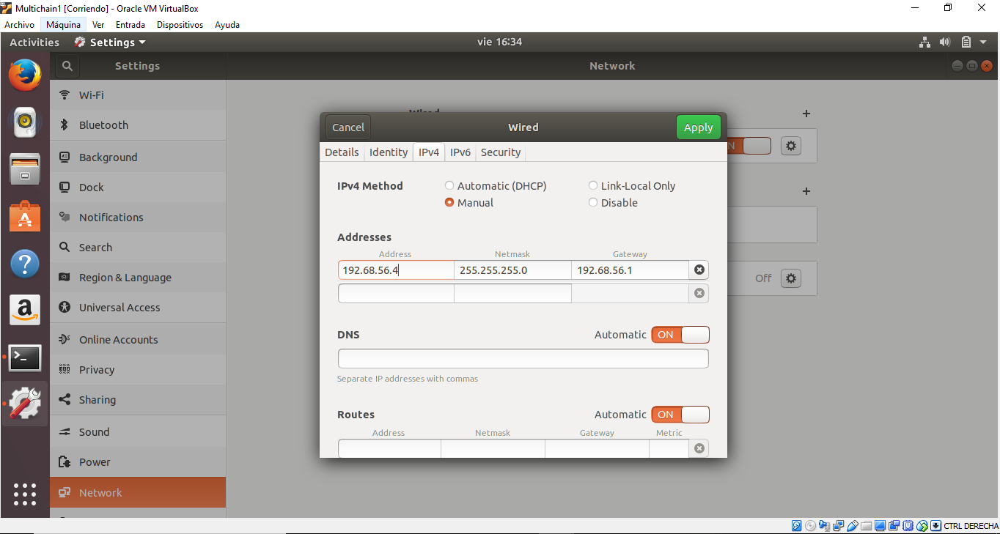 Multichain1 [Corriendo] - Oracle VM VirtualBox
Archivo Máquina Ver Entrada Dispositivos Ayuda
Activities Settings vie 16:34
Settings Network
Wi-Fi
Bluetooth
Background
Dock
Notifications
Search
Region & Language
Universal Access
Online Accounts
Privacy
Sharing
Sound
Power
Network
Wired
Cancel Wired Apply
Details Identity IPv4 IPv6 Security
IPv4 Method Automatic (DHCP) Link-Local Only
Manual Disable
Addresses
Address Netmask Gateway
192.68.56.4 255.255.255.0 192.68.56.1
Off
DNS Automatic ON
Separate IP addresses with commas
Routes Automatic ON
Address Netmask Gateway Metric
CTRL DERECHA